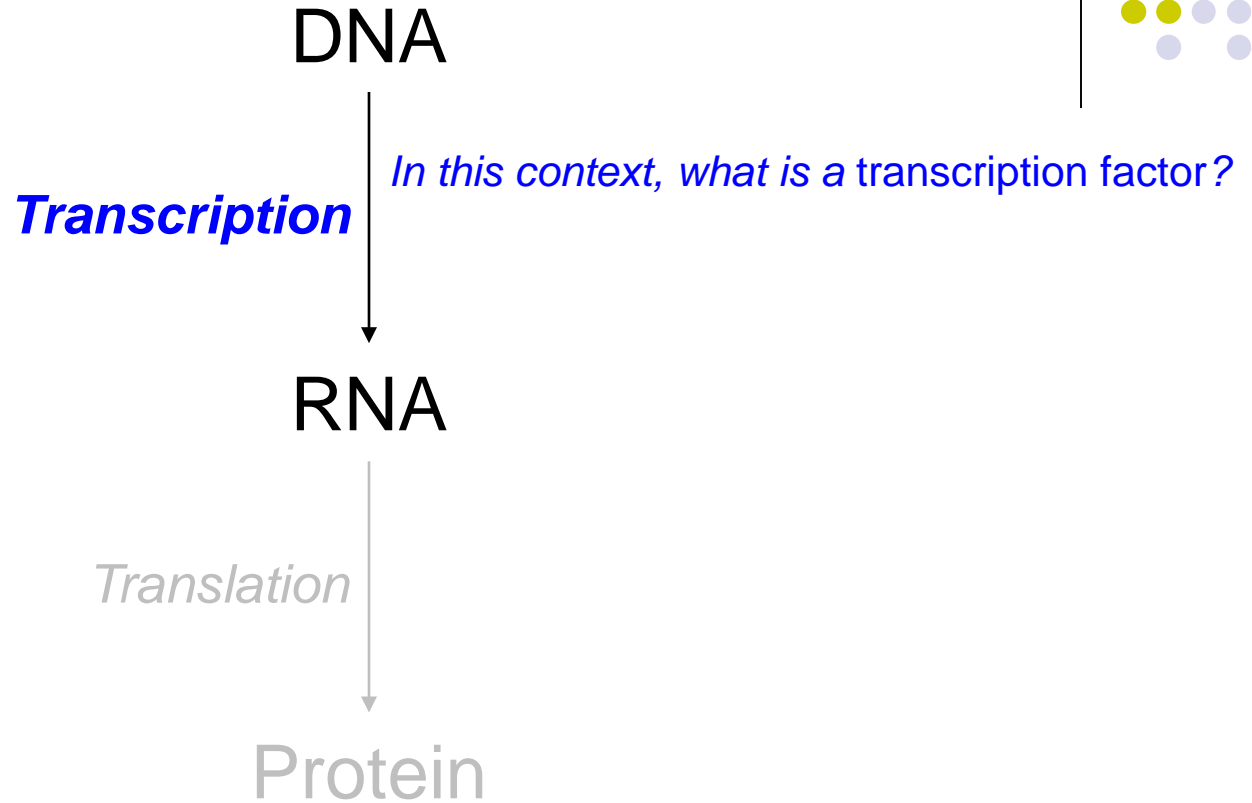 DNA
In this context, what is a transcription factor?
Transcription
RNA
Translation
Protein